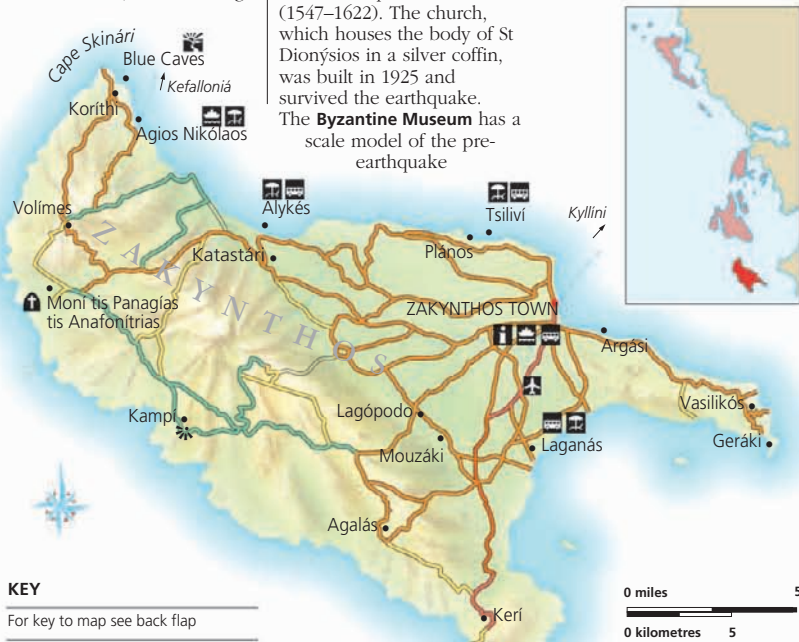 (1547–1622). The church,
which houses the body of St
Dionýsios in a silver coffin,
was built in 1925 and
survived the earthquake.
The Byzantine Museum has a
scale model of the pre-
earthquake
Cape Skinári
Blue Caves
Kefalloniá
Koríthi
Agios Nikólaos
Volímes
Alykés
Tsiliví
Kyllíni
Plános
Katastári
ZAKYNTHOS
Moní tis Panagías
tis Anafonítrias
ZAKYNTHOS TOWN
Argási
Kampí
Lagópodo
Vasilikós
Mouzáki
Laganás
Geráki
Agalás
KEY
For key to map see back flap
Kerí
0 miles 5
0 kilometres 5